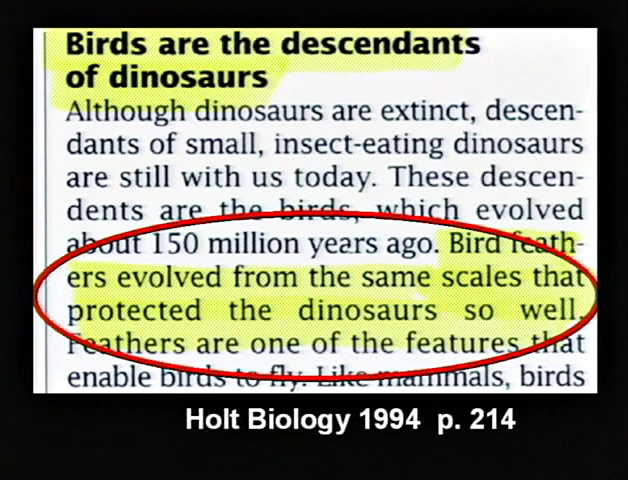 Birds are the descendants
of dinosaurs
Although dinosaurs are extinct, descen-
dants of small, insect-eating dinosaurs
are still with us today. These descen-
dents are the birds, which evolved
about 150 million years ago. Bird feath-
ers evolved from the same scales that
protected the dinosaurs so well.
Feathers are one of the features that
enable birds to fly. Like mammals, birds
Holt Biology 1994 p. 214